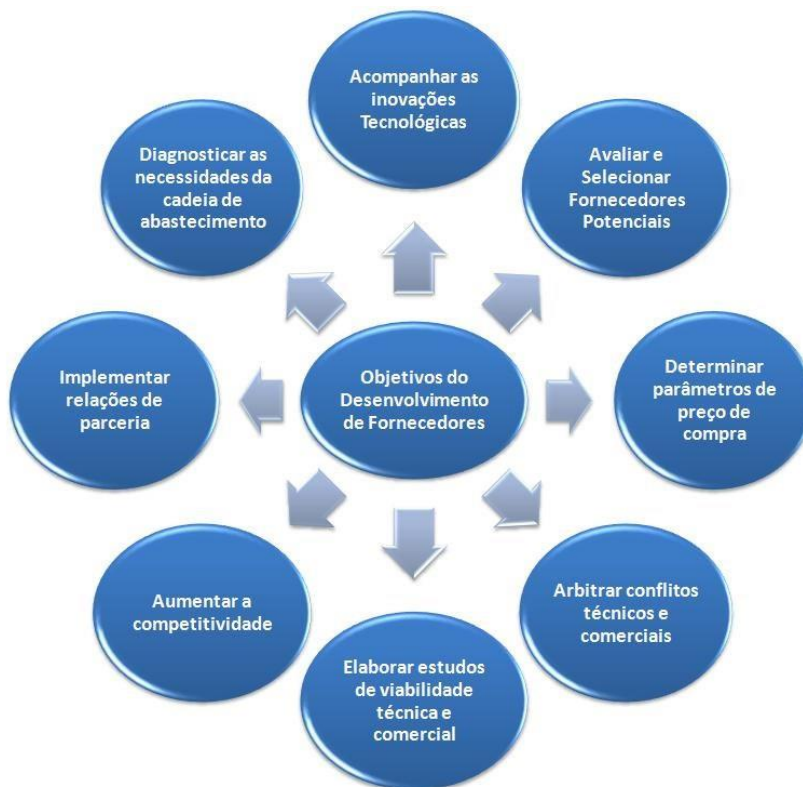 Acompanhar as
inovações
Tecnológicas
Avaliar e
Selecionar
Fornecedores
Potenciais
Determinar
parâmetros de
preço de
compra
Arbitrar conflitos
técnicos e
comerciais
Elaborar estudos
de viabilidade
técnica e
comercial
Aumentar a
competitividade
Implementar
relações de
parceria
Diagnosticar as
necessidades da
cadeia de
abastecimento
Objetivos do
Desenvolvimento
de Fornecedores